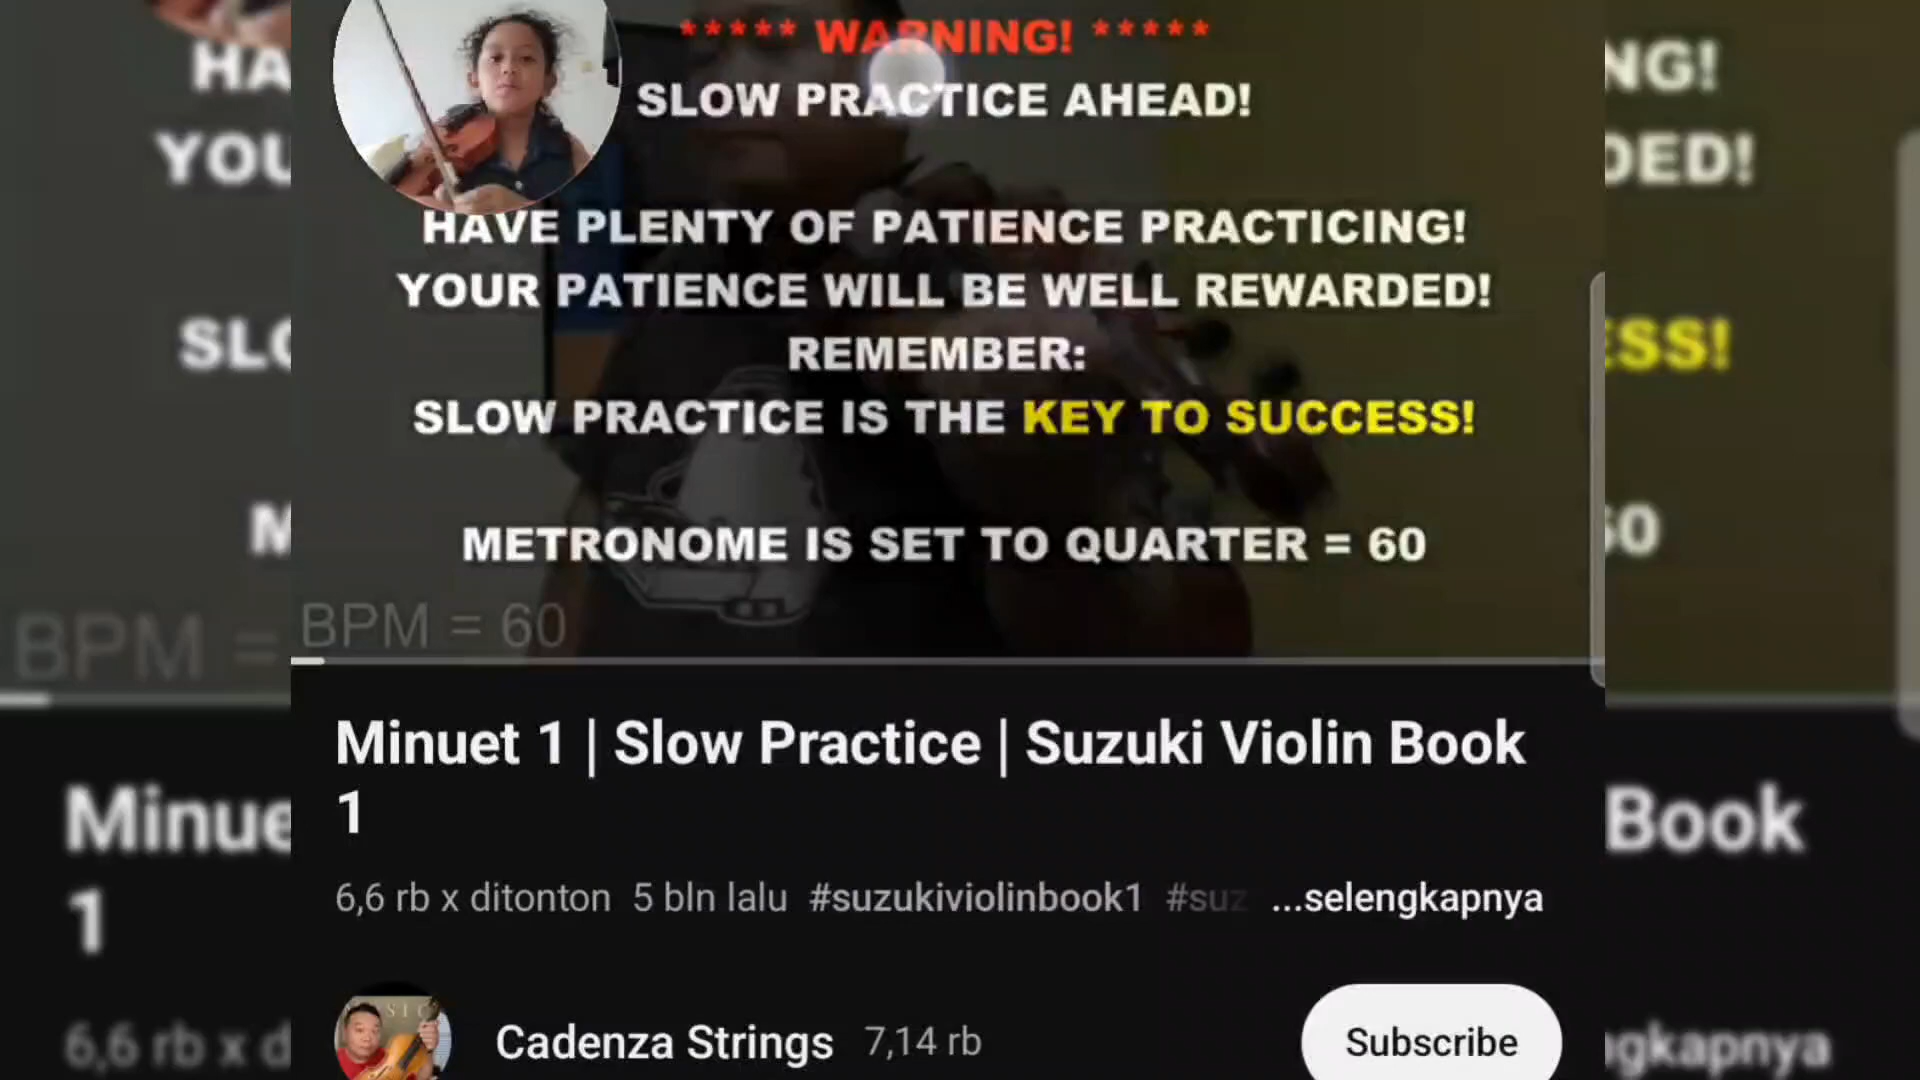 ***** WARNING! *****
SLOW PRACTICE AHEAD!
HAVE PLENTY OF PATIENCE PRACTICING!
YOUR PATIENCE WILL BE WELL REWARDED!
REMEMBER:
SLOW PRACTICE IS THE KEY TO SUCCESS!
METRONOME IS SET TO QUARTER = 60
BPM = 60
Minuet 1 | Slow Practice | Suzuki Violin Book
1
6,6 rb x ditonton 5 bln lalu #suzukiviolinbook1 #suz ...selengkapnya
Cadenza Strings 7,14 rb
Subscribe